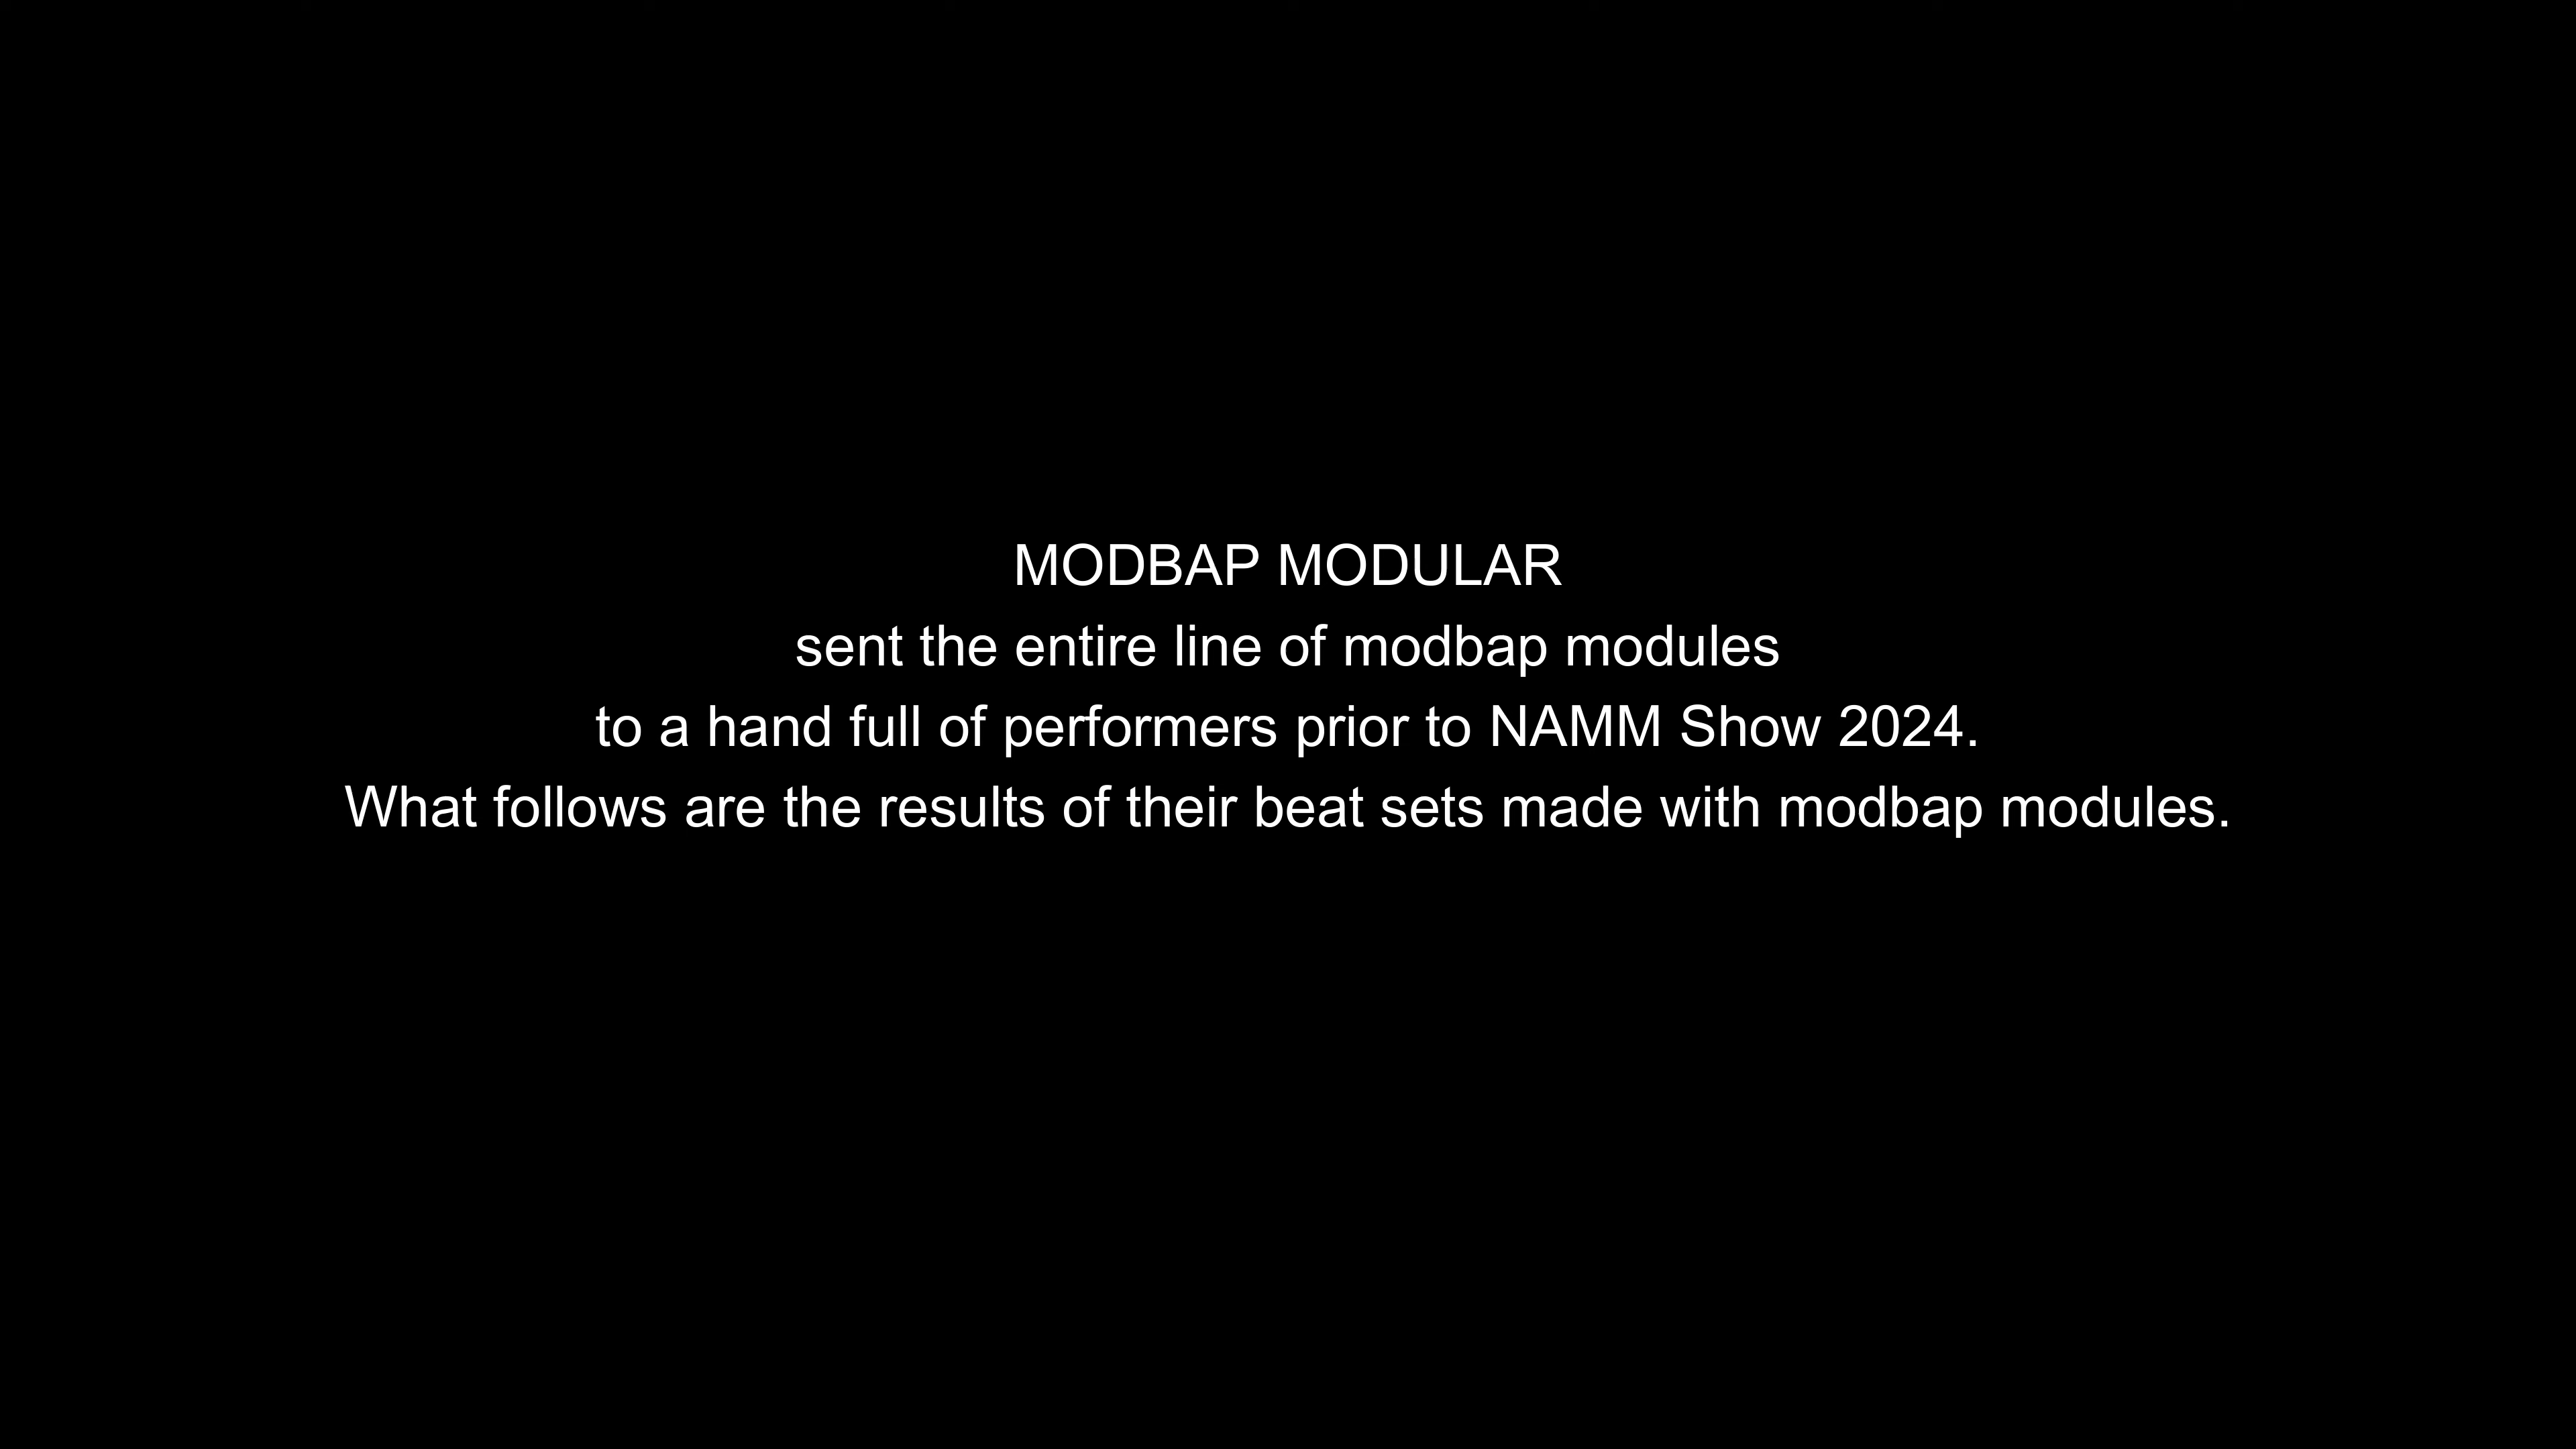 MODBAP MODULAR
sent the entire line of modbap modules
to a hand full of performers prior to NAMM Show 2024.
What follows are the results of their beat sets made with modbap modules.